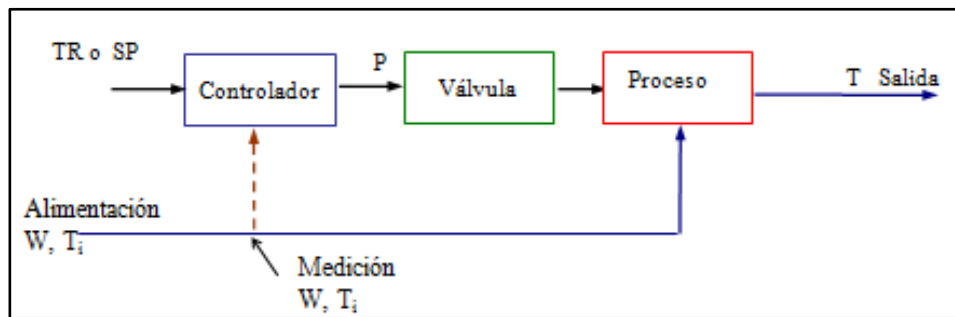 TR o SP
Controlador
P
Válvula
Proceso
T Salida
Alimentación
W, Ti
Medición
W, Ti